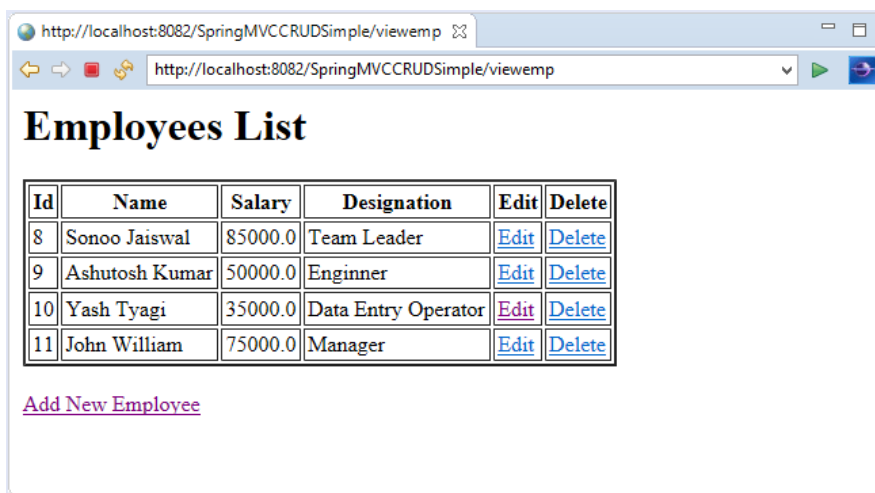 http://localhost:8082/SpringMVCCRUDSimple/viewemp
http://localhost:8082/SpringMVCCRUDSimple/viewemp
Employees List
Id Name Salary Designation Edit Delete
8 Sonoo Jaiswal 85000.0 Team Leader Edit Delete
9 Ashutosh Kumar 50000.0 Enginner Edit Delete
10 Yash Tyagi 35000.0 Data Entry Operator Edit Delete
11 John William 75000.0 Manager Edit Delete
Add New Employee